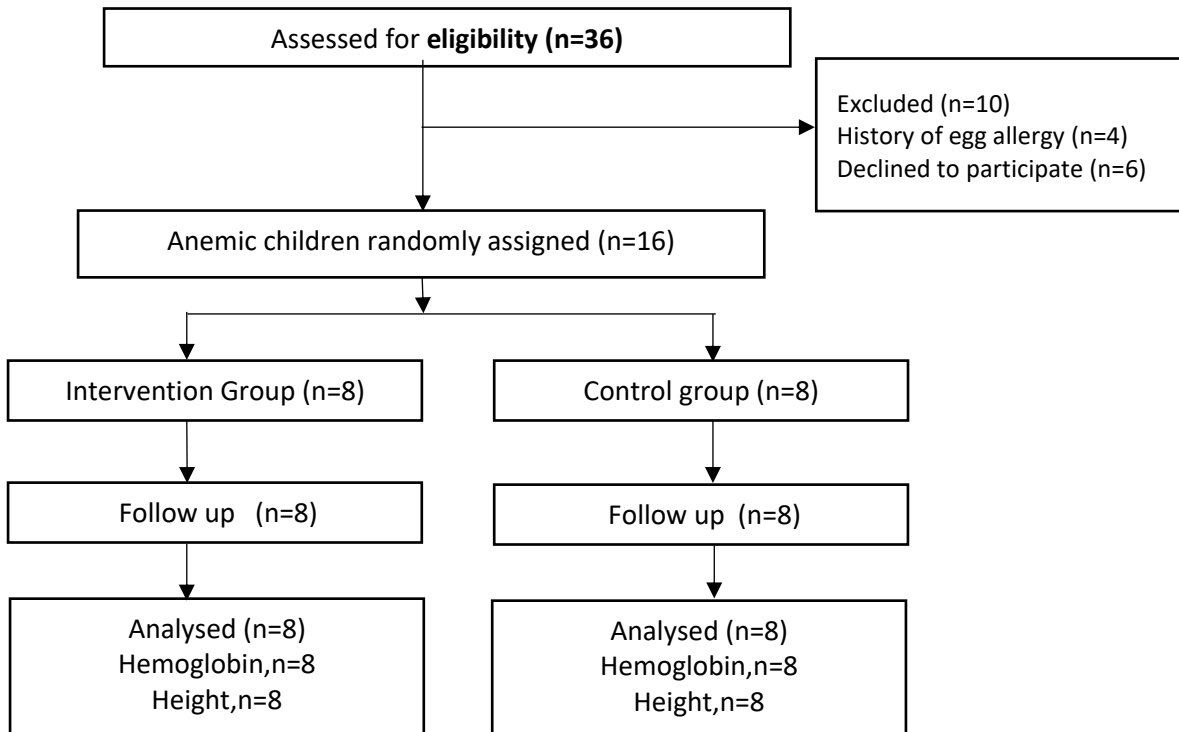 Assessed for eligibility (n=36)
Excluded (n=10)
History of egg allergy (n=4)
Declined to participate (n=6)
Anemic children randomly assigned (n=16)
Intervention Group (n=8)
Control group (n=8)
Follow up (n=8)
Follow up (n=8)
Analysed (n=8)
Hemoglobin,n=8
Height,n=8
Analysed (n=8)
Hemoglobin,n=8
Height,n=8